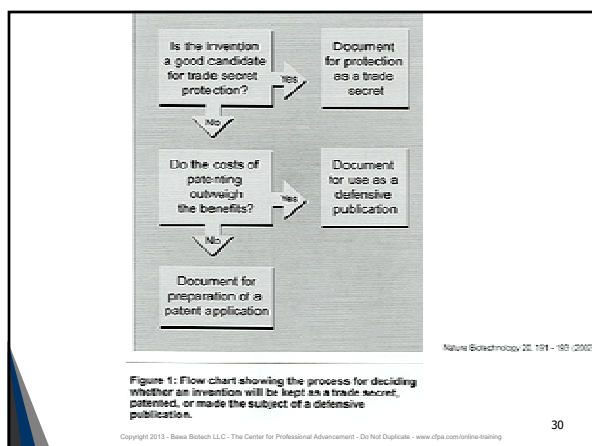 Is the invention
a good candidate
for trade secret
protection?
Yes
Document
for protection
as a trade
secret
No
Do the costs of
patenting
outweigh
the benefits?
Yes
Document
for use as a
defensive
publication
No
Document for
preparation of a
patent application
Nature Biotechnology 20, 191 - 193 (2002)
Figure 1: Flow chart showing the process for deciding
whether an invention will be kept as a trade secret,
patented, or made the subject of a defensive
publication.
30
Copyright 2013 - Bawa Biotech LLC - The Center for Professional Advancement - Do Not Duplicate - www.cfpa.com/online-training